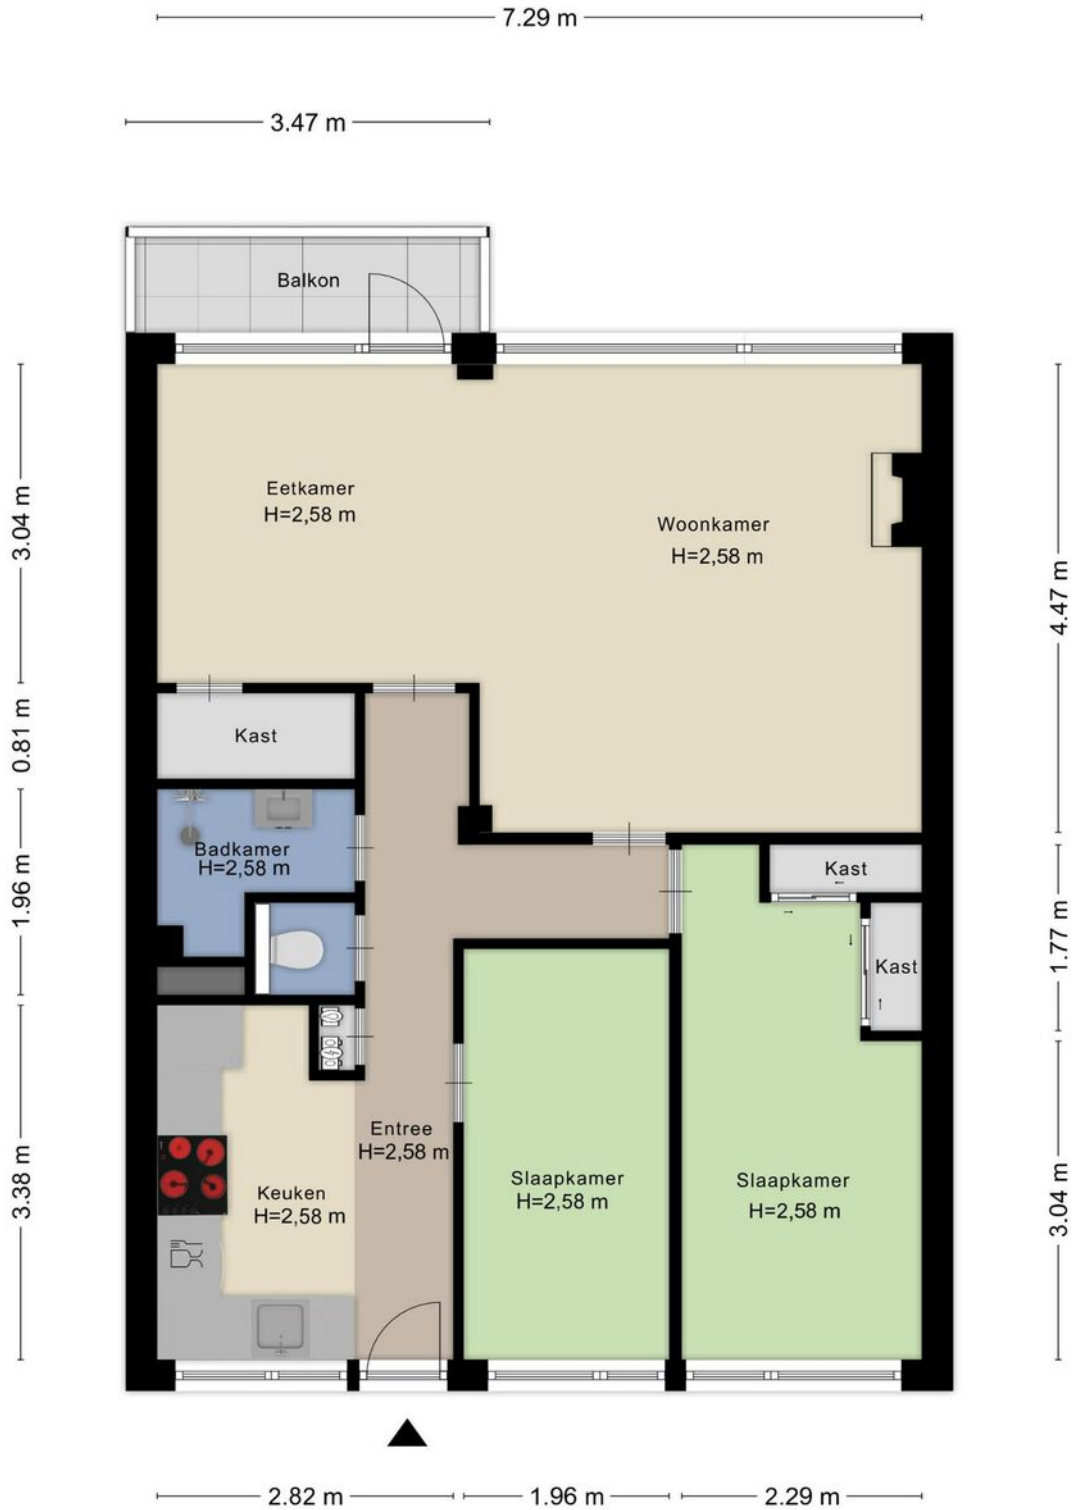 7.29 m
3.47 m
Balkon
Eetkamer
H=2,58 m
Woonkamer
H=2,58 m
3.04 m
4.47 m
0.81 m
Kast
Badkamer
H=2,58 m
Kast
Kast
1.96 m
1.77 m
Entree
H=2,58 m
Keuken
H=2,58 m
Slaapkamer
H=2,58 m
Slaapkamer
H=2,58 m
3.38 m
3.04 m
2.82 m
1.96 m
2.29 m